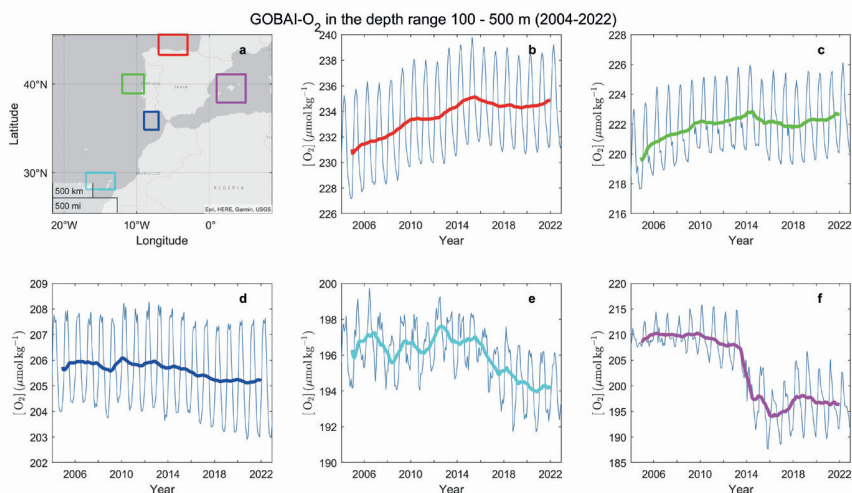 GOBAI-O₂ in the depth range 100 - 500 m (2004-2022)
a
40°N
30°N
Latitude
SPAIN
ALGERIA
500 km
500 mi
Esri, HERE, Garmin, USGS
20°W 10°W 0°
Longitude
b
240
238
236
234
232
230
228
226
[O₂] (μmol kg⁻¹)
2006 2010 2014 2018 2022
Year
c
228
226
224
222
220
218
216
[O₂] (μmol kg⁻¹)
2006 2010 2014 2018 2022
Year
d
209
208
207
206
205
204
203
202
[O₂] (μmol kg⁻¹)
2006 2010 2014 2018 2022
Year
e
200
198
196
194
192
190
[O₂] (μmol kg⁻¹)
2006 2010 2014 2018 2022
Year
f
215
210
205
200
195
190
185
[O₂] (μmol kg⁻¹)
2006 2010 2014 2018 2022
Year